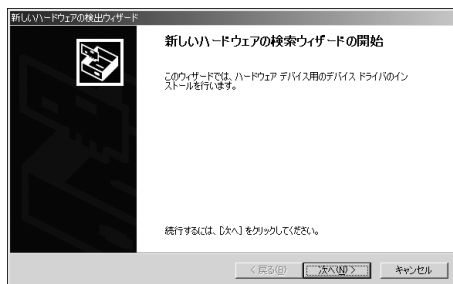 新しいハードウェアの検出ウィザード
新しいハードウェアの検索ウィザードの開始
このウィザードでは、ハードウェア デバイス用のデバイス ドライバのイン
ストールを行います。
続行するには、[次へ] をクリックしてください。
< 戻る(B)
次へ(N) >
キャンセル